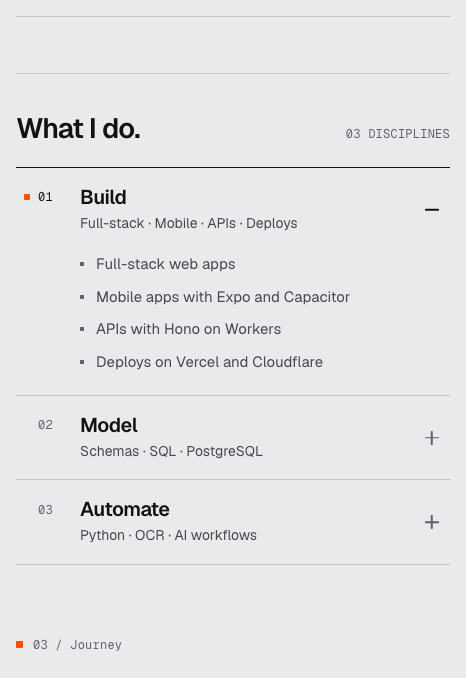 What I do.
03 DISCIPLINES
01
Build
Full-stack · Mobile · APIs · Deploys
Full-stack web apps
Mobile apps with Expo and Capacitor
APIs with Hono on Workers
Deploys on Vercel and Cloudflare
02
Model
Schemas · SQL · PostgreSQL
03
Automate
Python · OCR · AI workflows
03 / Journey